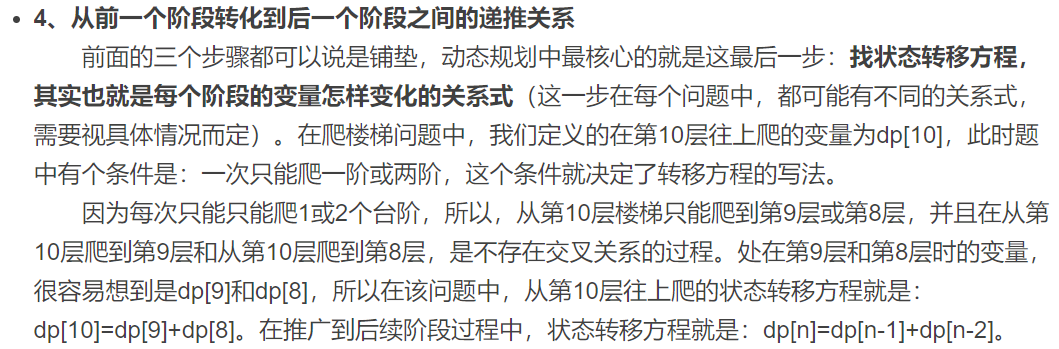 4、从前一个阶段转化到后一个阶段之间的递推关系
前面的三个步骤都可以说是铺垫，动态规划中最核心的就是这最后一步：找状态转移方程，
其实也就是每个阶段的变量怎样变化的关系式（这一步在每个问题中，都可能有不同的关系式，
需要视具体情况而定）。在爬楼梯问题中，我们定义的在第10层往上爬的变量为dp[10]，此时题
中有个条件是：一次只能爬一阶或两阶，这个条件就决定了转移方程的写法。
因为每次只能只能爬1或2个台阶，所以，从第10层楼梯只能爬到第9层或第8层，并且在从第
10层爬到第9层和从第10层爬到第8层，是不存在交叉关系的过程。处在第9层和第8层时的变量，
很容易想到是dp[9]和dp[8]，所以在该问题中，从第10层往上爬的状态转移方程就是：
dp[10]=dp[9]+dp[8]。在推广到后续阶段过程中，状态转移方程就是：dp[n]=dp[n-1]+dp[n-2]。